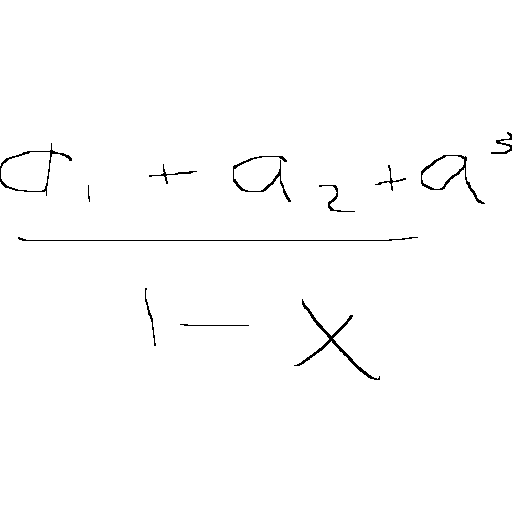 a₁ + a₂ + a³
1 - x